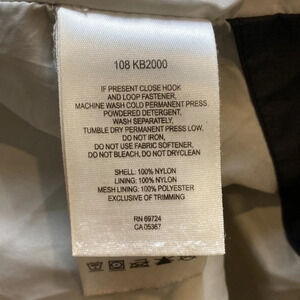 108 KB2000
IF PRESENT CLOSE HOOK
AND LOOP FASTENER,
MACHINE WASH COLD PERMANENT PRESS
POWDERED DETERGENT,
WASH SEPARATELY,
TUMBLE DRY PERMANENT PRESS LOW,
DO NOT IRON,
DO NOT USE FABRIC SOFTENER,
DO NOT BLEACH, DO NOT DRYCLEAN
SHELL: 100% NYLON
LINING: 100% NYLON
MESH LINING: 100% POLYESTER
EXCLUSIVE OF TRIMMING
RN 69724
CA 05367